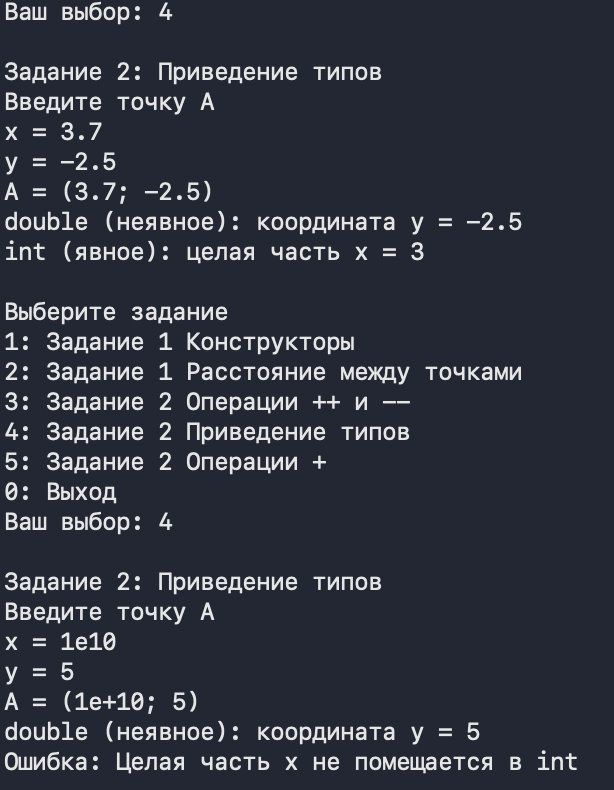 Ваш выбор: 4
Задание 2: Приведение типов
Введите точку A
x = 3.7
y = -2.5
A = (3.7; -2.5)
double (неявное): координата y = -2.5
int (явное): целая часть x = 3
Выберите задание
1: Задание 1 Конструкторы
2: Задание 1 Расстояние между точками
3: Задание 2 Операции ++ и --
4: Задание 2 Приведение типов
5: Задание 2 Операции +
0: Выход
Ваш выбор: 4
Задание 2: Приведение типов
Введите точку A
x = 1e10
y = 5
A = (1e+10; 5)
double (неявное): координата y = 5
Ошибка: Целая часть x не помещается в int